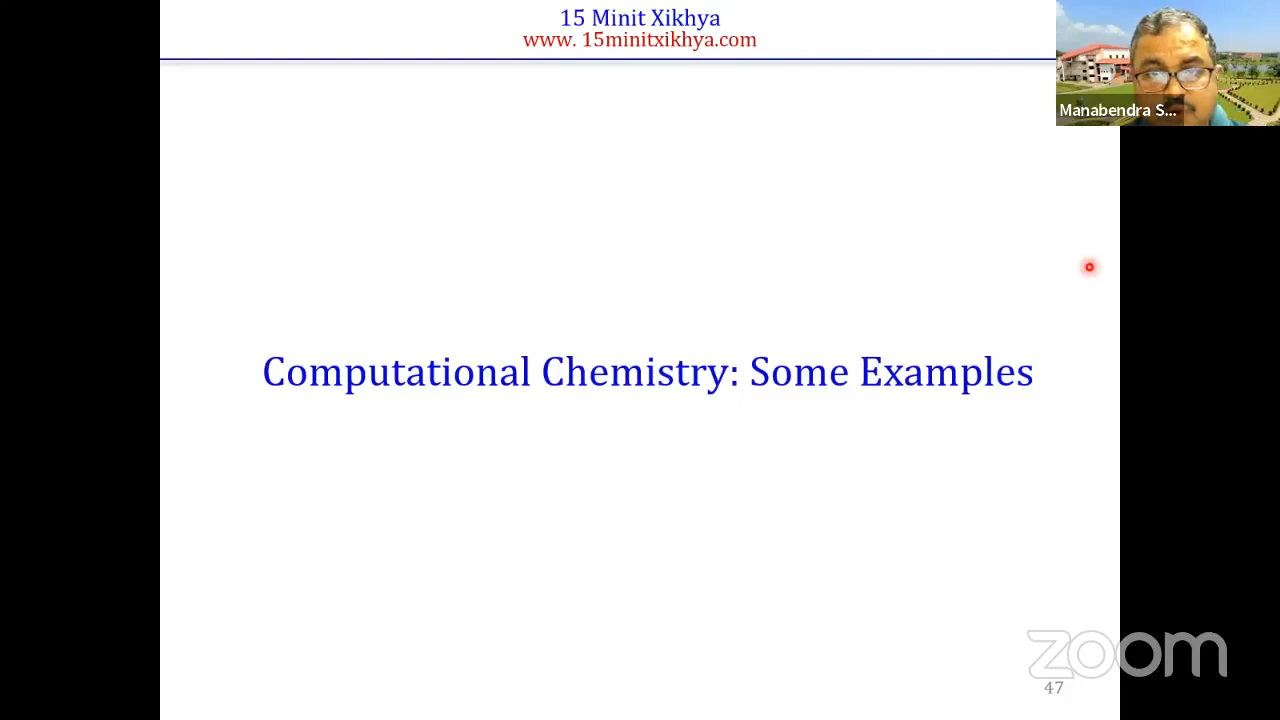 15 Minit Xikhya
www. 15minitxikhya.com
Manabendra S...
Computational Chemistry: Some Examples
zoom
47